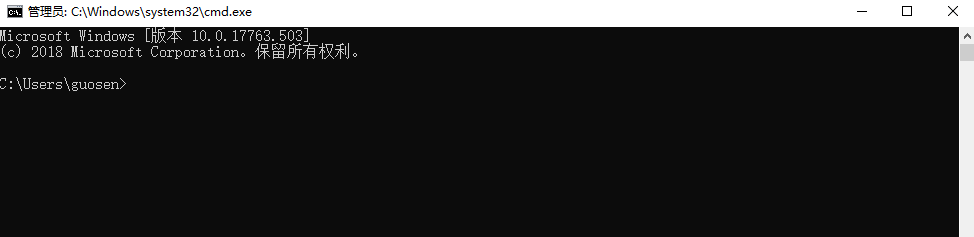 管理员: C:\Windows\system32\cmd.exe
Microsoft Windows [版本 10.0.17763.503]
(c) 2018 Microsoft Corporation。保留所有权利。
C:\Users\guosen>